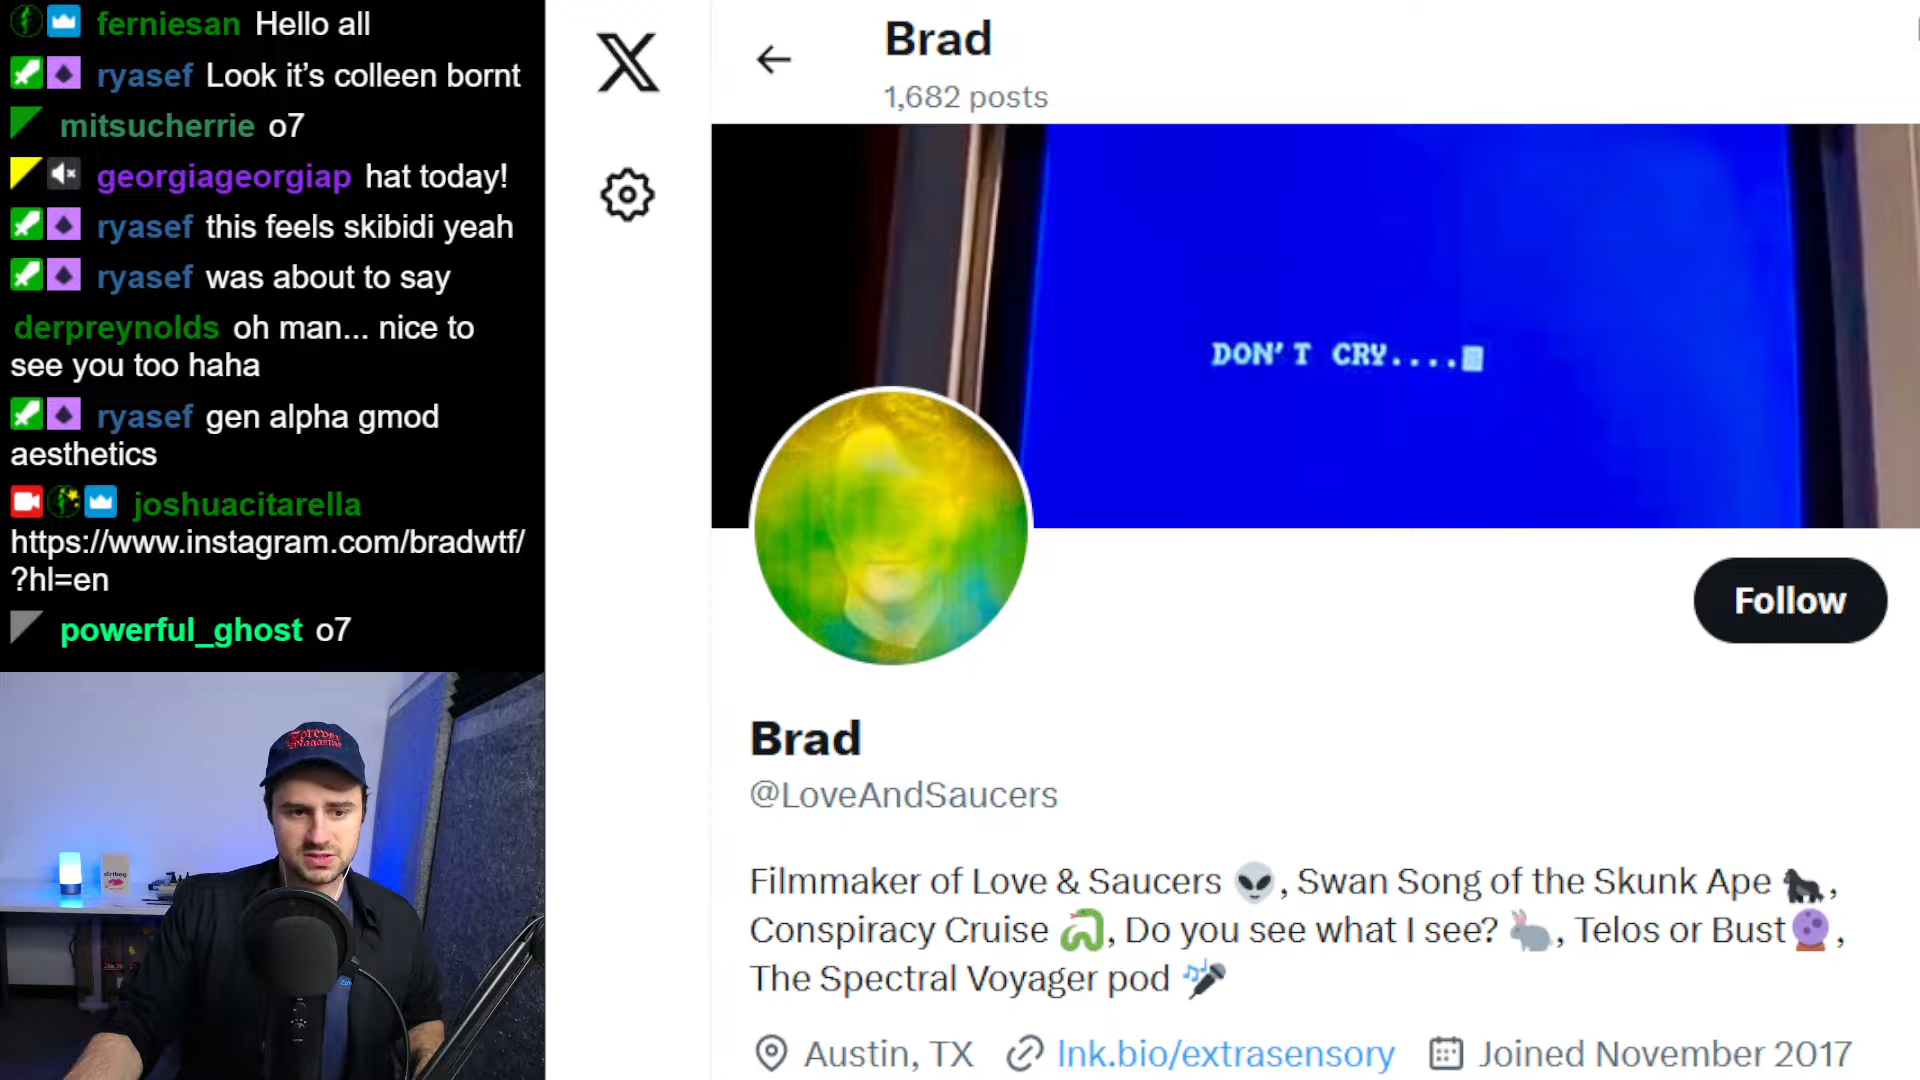 ferniesan Hello all
ryasef Look it’s colleen bornt
mitsucherrie o7
georgiageorgiap hat today!
ryasef this feels skibidi yeah
ryasef was about to say
derpreynolds oh man... nice to
see you too haha
ryasef gen alpha gmod
aesthetics
joshuacitarella
https://www.instagram.com/bradwtf/
?hl=en
powerful_ghost o7
Forever
Magazine
dirtbag
Brad
1,682 posts
DON'T CRY....
Follow
Brad
@LoveAndSaucers
Filmmaker of Love & Saucers 👽, Swan Song of the Skunk Ape 🦍,
Conspiracy Cruise 🐍, Do you see what I see? 🐇, Telos or Bust🔮,
The Spectral Voyager pod 🎤
Austin, TX lnk.bio/extrasensory Joined November 2017